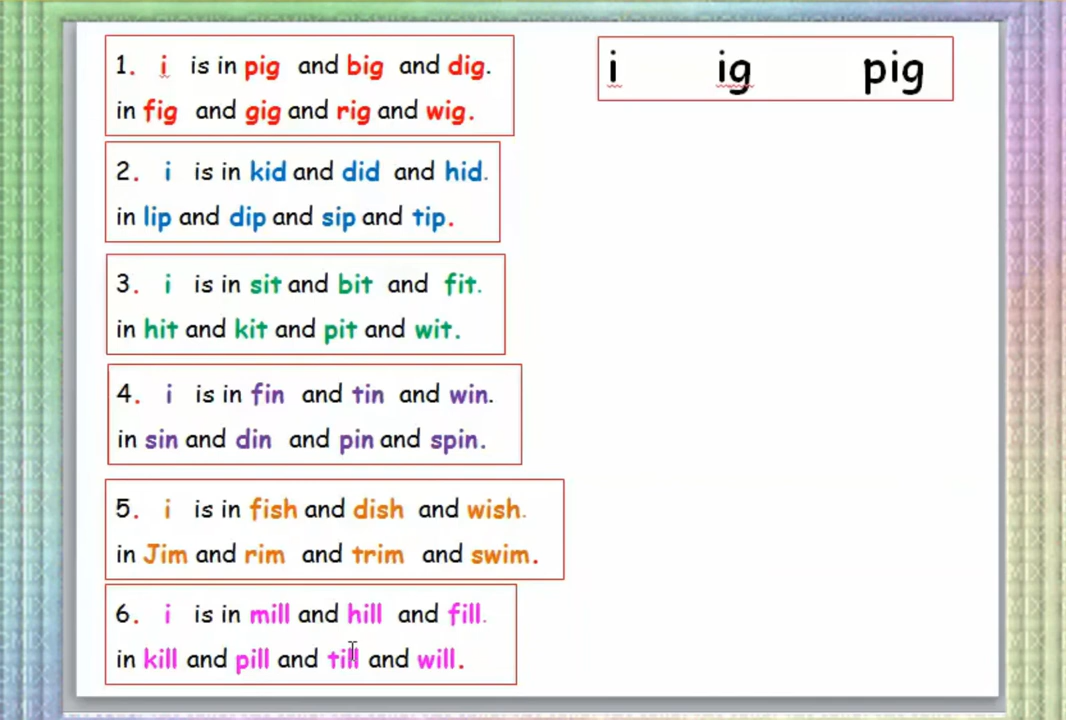 1. i is in pig and big and dig.
in fig and gig and rig and wig.
i ig pig
2. i is in kid and did and hid.
in lip and dip and sip and tip.
3. i is in sit and bit and fit.
in hit and kit and pit and wit.
4. i is in fin and tin and win.
in sin and din and pin and spin.
5. i is in fish and dish and wish.
in Jim and rim and trim and swim.
6. i is in mill and hill and fill.
in kill and pill and till and will.